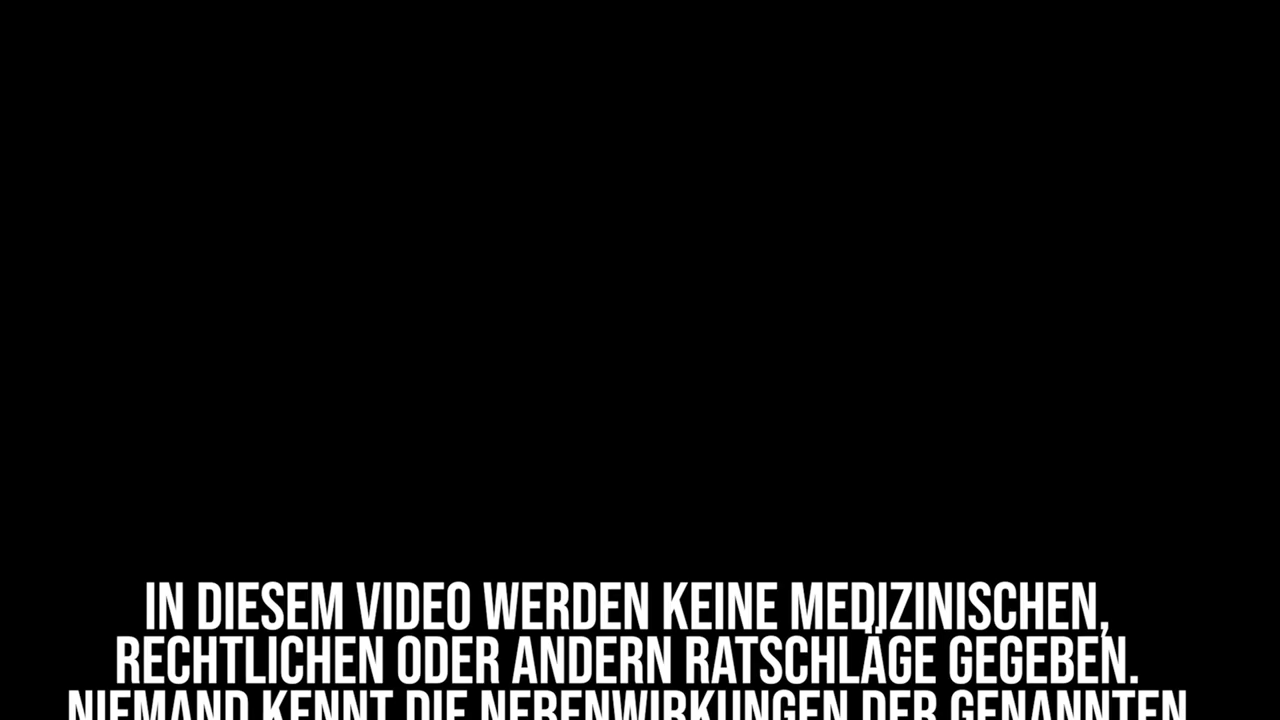 IN DIESEM VIDEO WERDEN KEINE MEDIZINISCHEN,
RECHTLICHEN ODER ANDERN RATSCHLÄGE GEGEBEN.
NIEMAND KENNT DIE NEBENWIRKUNGEN DER GENANNTEN